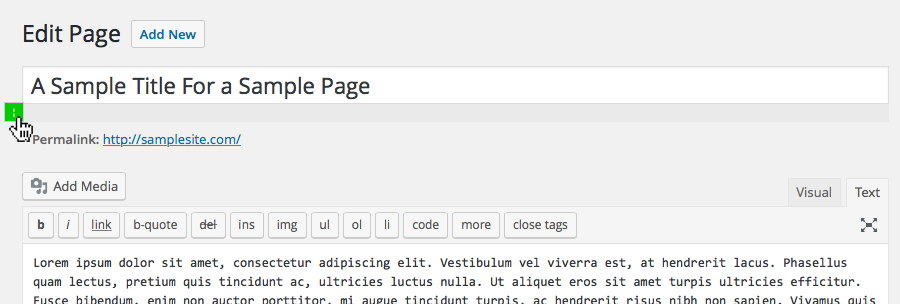 Edit Page Add New
A Sample Title For a Sample Page
Permalink: http://samplesite.com/
Add Media Visual Text
b i link b-quote del ins img ul ol li code more close tags
Lorem ipsum dolor sit amet, consectetur adipiscing elit. Vestibulum vel viverra est, at hendrerit lacus. Phasellus
quam lectus, pretium quis tincidunt ac, ultricies luctus nulla. Ut aliquet eros sit amet turpis ultricies efficitur.
Fusce bibendum, enim non auctor porttitor, mi augue tincidunt turpis, ac hendrerit risus nibh non sapien. Vivamus quis